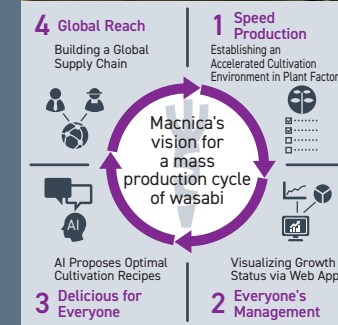 4 Global Reach
Building a Global
Supply Chain
1 Speed
Production
Establishing an
Accelerated Cultivation
Environment in Plant Factor
Macnica's
vision for
a mass
production cycle
of wasabi
AI
AI Proposes Optimal
Cultivation Recipes
3 Delicious for
Everyone
Visualizing Growth
Status via Web App
2 Everyone's
Management